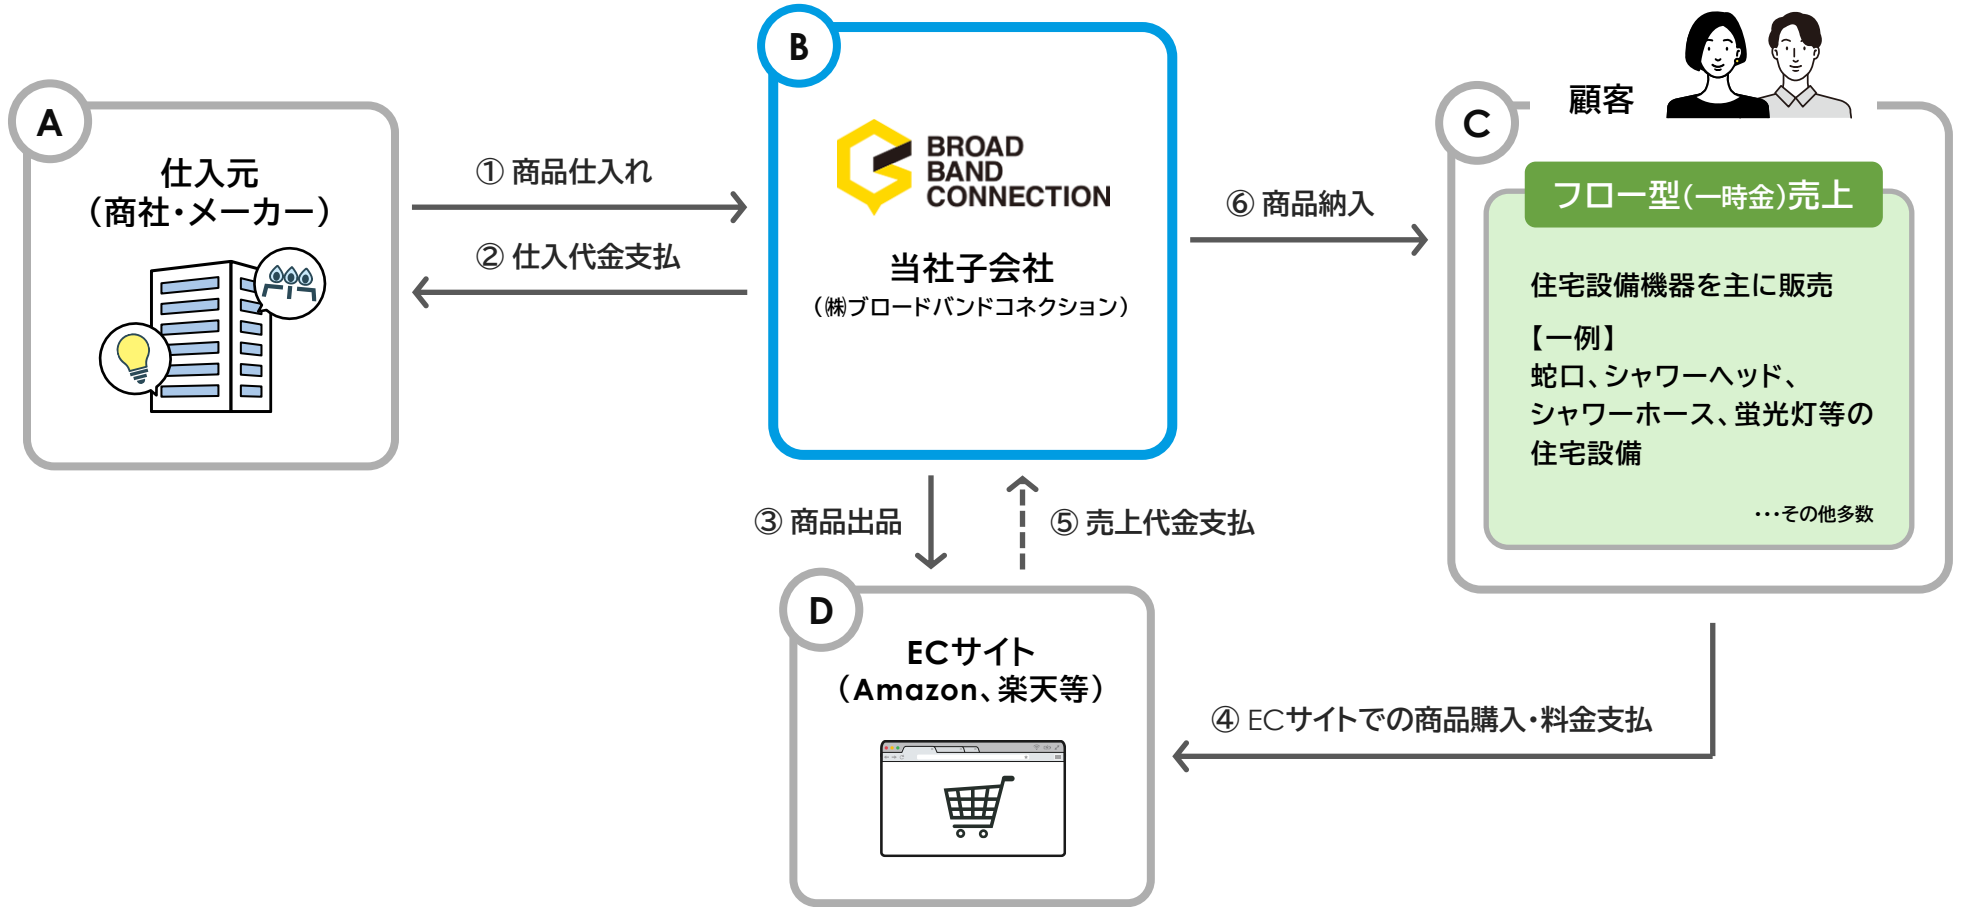 A
仕入元
（商社・メーカー）
① 商品仕入れ
② 仕入代金支払
B
BROAD
BAND
CONNECTION
当社子会社
（㈱ブロードバンドコネクション）
③ 商品出品
⑤ 売上代金支払
⑥ 商品納入
C
顧客
フロー型（一時金）売上
住宅設備機器を主に販売
【一例】
蛇口、シャワーヘッド、
シャワーホース、蛍光灯等の
住宅設備
…その他多数
D
ECサイト
（Amazon、楽天等）
④ ECサイトでの商品購入・料金支払